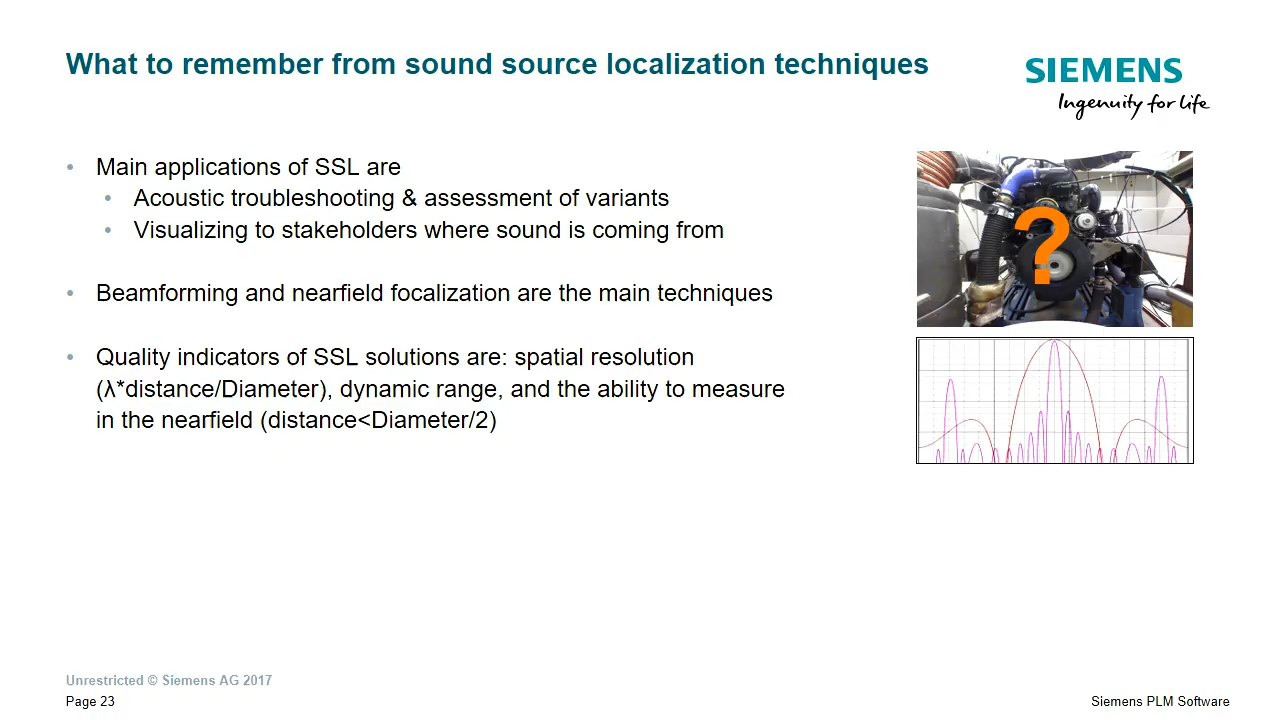 What to remember from sound source localization techniques
SIEMENS
Ingenuity for life
• Main applications of SSL are
• Acoustic troubleshooting & assessment of variants
• Visualizing to stakeholders where sound is coming from
• Beamforming and nearfield focalization are the main techniques
• Quality indicators of SSL solutions are: spatial resolution
(λ*distance/Diameter), dynamic range, and the ability to measure
in the nearfield (distance<Diameter/2)
?
Unrestricted © Siemens AG 2017
Page 23
Siemens PLM Software